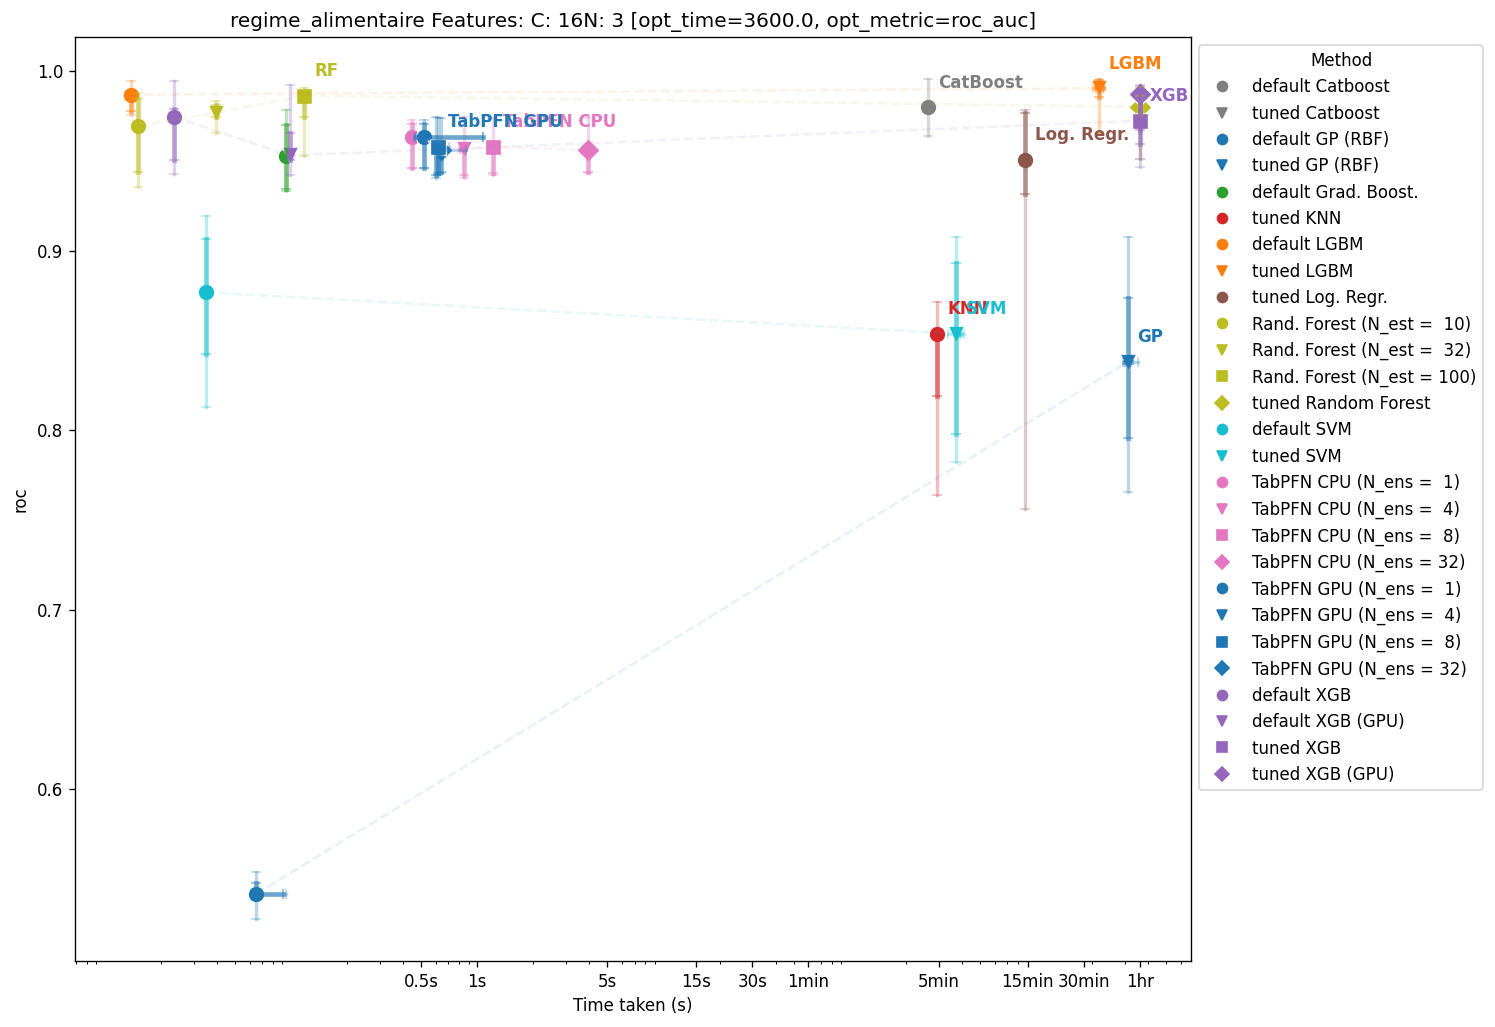 regime_alimentaire Features: C: 16N: 3 [opt_time=3600.0, opt_metric=roc_auc]
1.0
0.9
0.8
0.7
0.6
roc
RF
TabPFN GPU
TabPFN CPU
CatBoost
LGBM
XGB
Log. Regr.
KNN
SVM
GP
0.5s 1s 5s 15s 30s 1min 5min 15min 30min 1hr
Time taken (s)
Method
default Catboost
tuned Catboost
default GP (RBF)
tuned GP (RBF)
default Grad. Boost.
tuned KNN
default LGBM
tuned LGBM
tuned Log. Regr.
Rand. Forest (N_est =  10)
Rand. Forest (N_est =  32)
Rand. Forest (N_est = 100)
tuned Random Forest
default SVM
tuned SVM
TabPFN CPU (N_ens =  1)
TabPFN CPU (N_ens =  4)
TabPFN CPU (N_ens =  8)
TabPFN CPU (N_ens = 32)
TabPFN GPU (N_ens =  1)
TabPFN GPU (N_ens =  4)
TabPFN GPU (N_ens =  8)
TabPFN GPU (N_ens = 32)
default XGB
default XGB (GPU)
tuned XGB
tuned XGB (GPU)